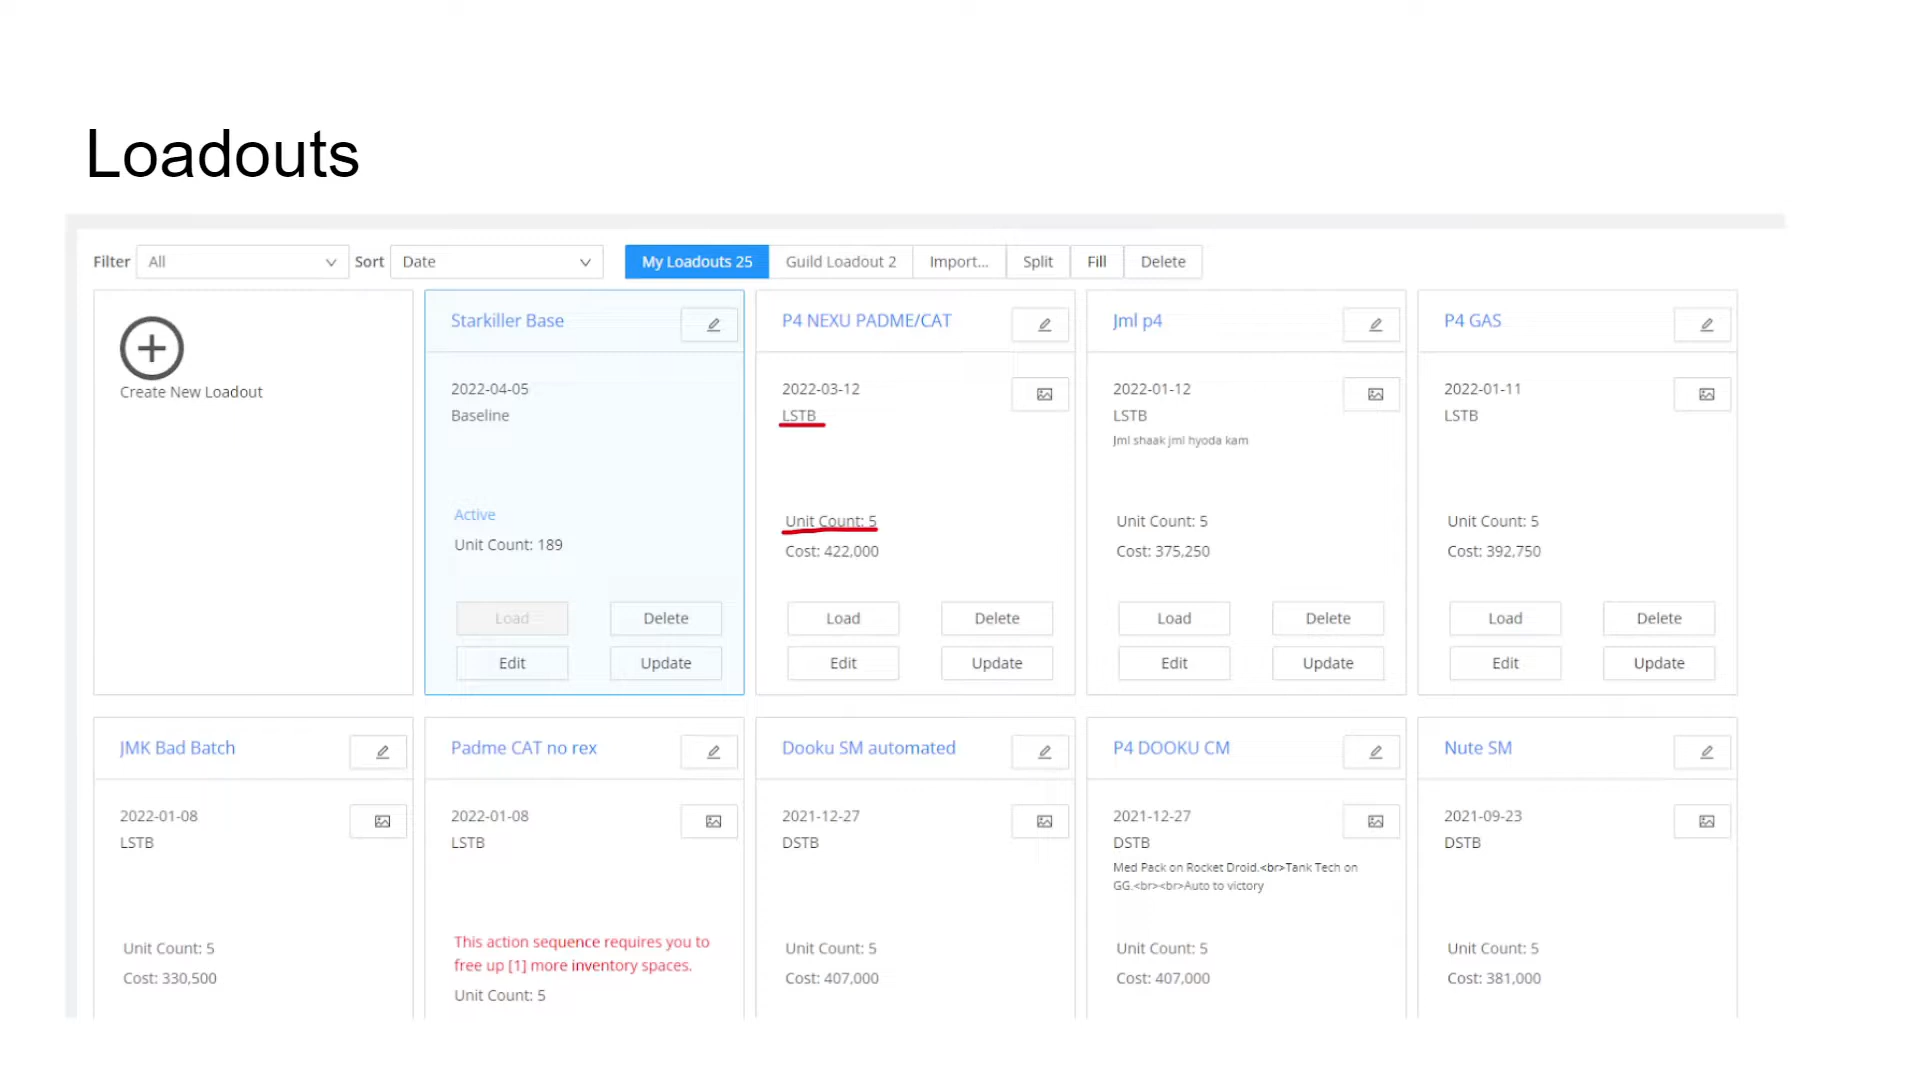 Loadouts
Filter All Sort Date My Loadouts 25 Guild Loadout 2 Import... Split Fill Delete
Create New Loadout
Starkiller Base
2022-04-05
Baseline
Active
Unit Count: 189
Load Delete
Edit Update
P4 NEXU PADME/CAT
2022-03-12
LSTB
Unit Count: 5
Cost: 422,000
Load Delete
Edit Update
Jml p4
2022-01-12
LSTB
Jml shaak jml hyoda kam
Unit Count: 5
Cost: 375,250
Load Delete
Edit Update
P4 GAS
2022-01-11
LSTB
Unit Count: 5
Cost: 392,750
Load Delete
Edit Update
JMK Bad Batch
2022-01-08
LSTB
Unit Count: 5
Cost: 330,500
Padme CAT no rex
2022-01-08
LSTB
This action sequence requires you to
free up [1] more inventory spaces.
Unit Count: 5
Dooku SM automated
2021-12-27
DSTB
Unit Count: 5
Cost: 407,000
P4 DOOKU CM
2021-12-27
DSTB
Med Pack on Rocket Droid.<br>Tank Tech on
GG.<br><br>Auto to victory
Unit Count: 5
Cost: 407,000
Nute SM
2021-09-23
DSTB
Unit Count: 5
Cost: 381,000